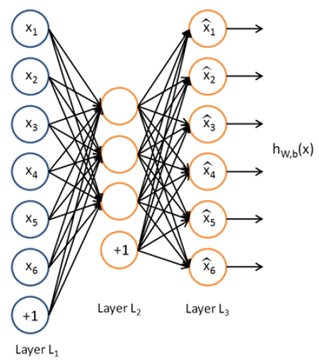 x1
x2
x3
x4
x5
x6
+1
Layer L1
+1
Layer L2
x̂1
x̂2
x̂3
x̂4
x̂5
x̂6
Layer L3
hW,b(x)